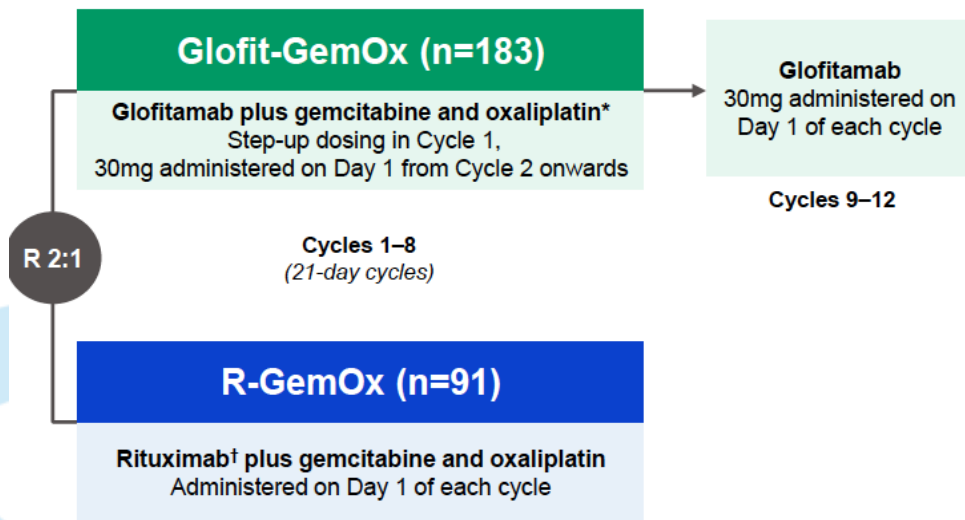 Glofit-GemOx (n=183)
Glofitamab plus gemcitabine and oxaliplatin*
Step-up dosing in Cycle 1,
30mg administered on Day 1 from Cycle 2 onwards
Glofitamab
30mg administered on
Day 1 of each cycle
Cycles 9–12
R 2:1
Cycles 1–8
(21-day cycles)
R-GemOx (n=91)
Rituximab† plus gemcitabine and oxaliplatin
Administered on Day 1 of each cycle